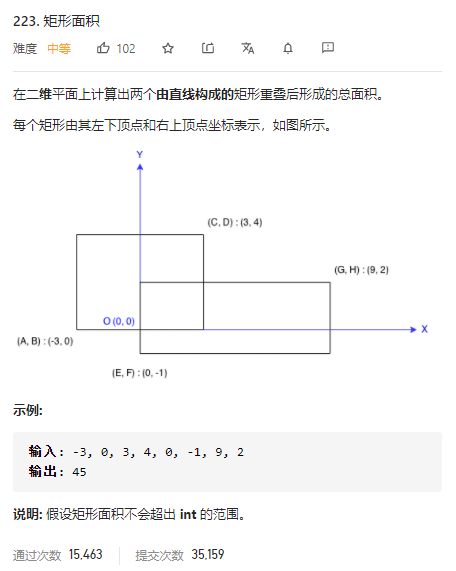 223. 矩形面积
难度 中等 102
在二维平面上计算出两个由直线构成的矩形重叠后形成的总面积。
每个矩形由其左下顶点和右上顶点坐标表示，如图所示。
Y
(C, D) : (3, 4)
(G, H) : (9, 2)
O (0, 0)
X
(A, B) : (-3, 0)
(E, F) : (0, -1)
示例:
输入: -3, 0, 3, 4, 0, -1, 9, 2
输出: 45
说明: 假设矩形面积不会超出 int 的范围。
通过次数 15,463 提交次数 35,159